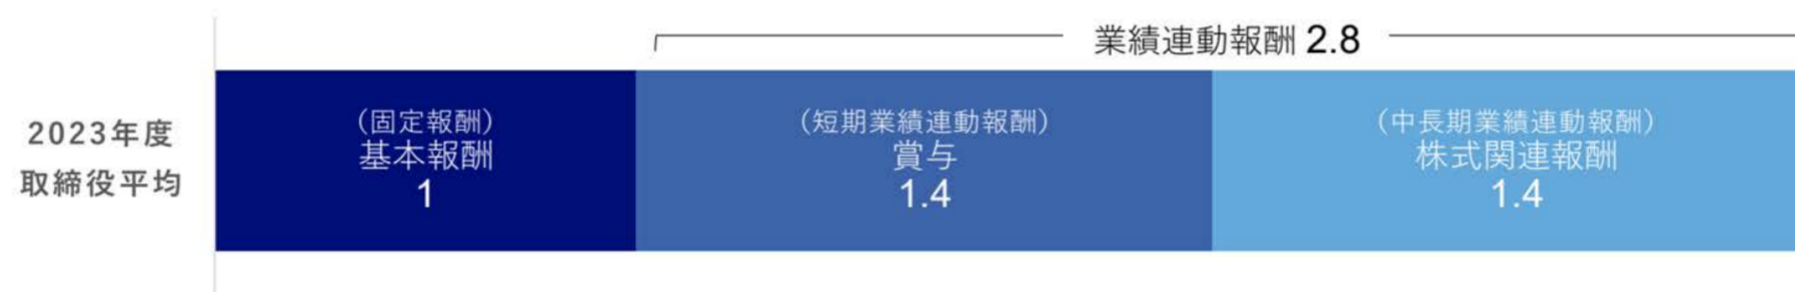 業績連動報酬 2.8
2023年度
取締役平均
（固定報酬）
基本報酬
1
（短期業績連動報酬）
賞与
1.4
（中長期業績連動報酬）
株式関連報酬
1.4